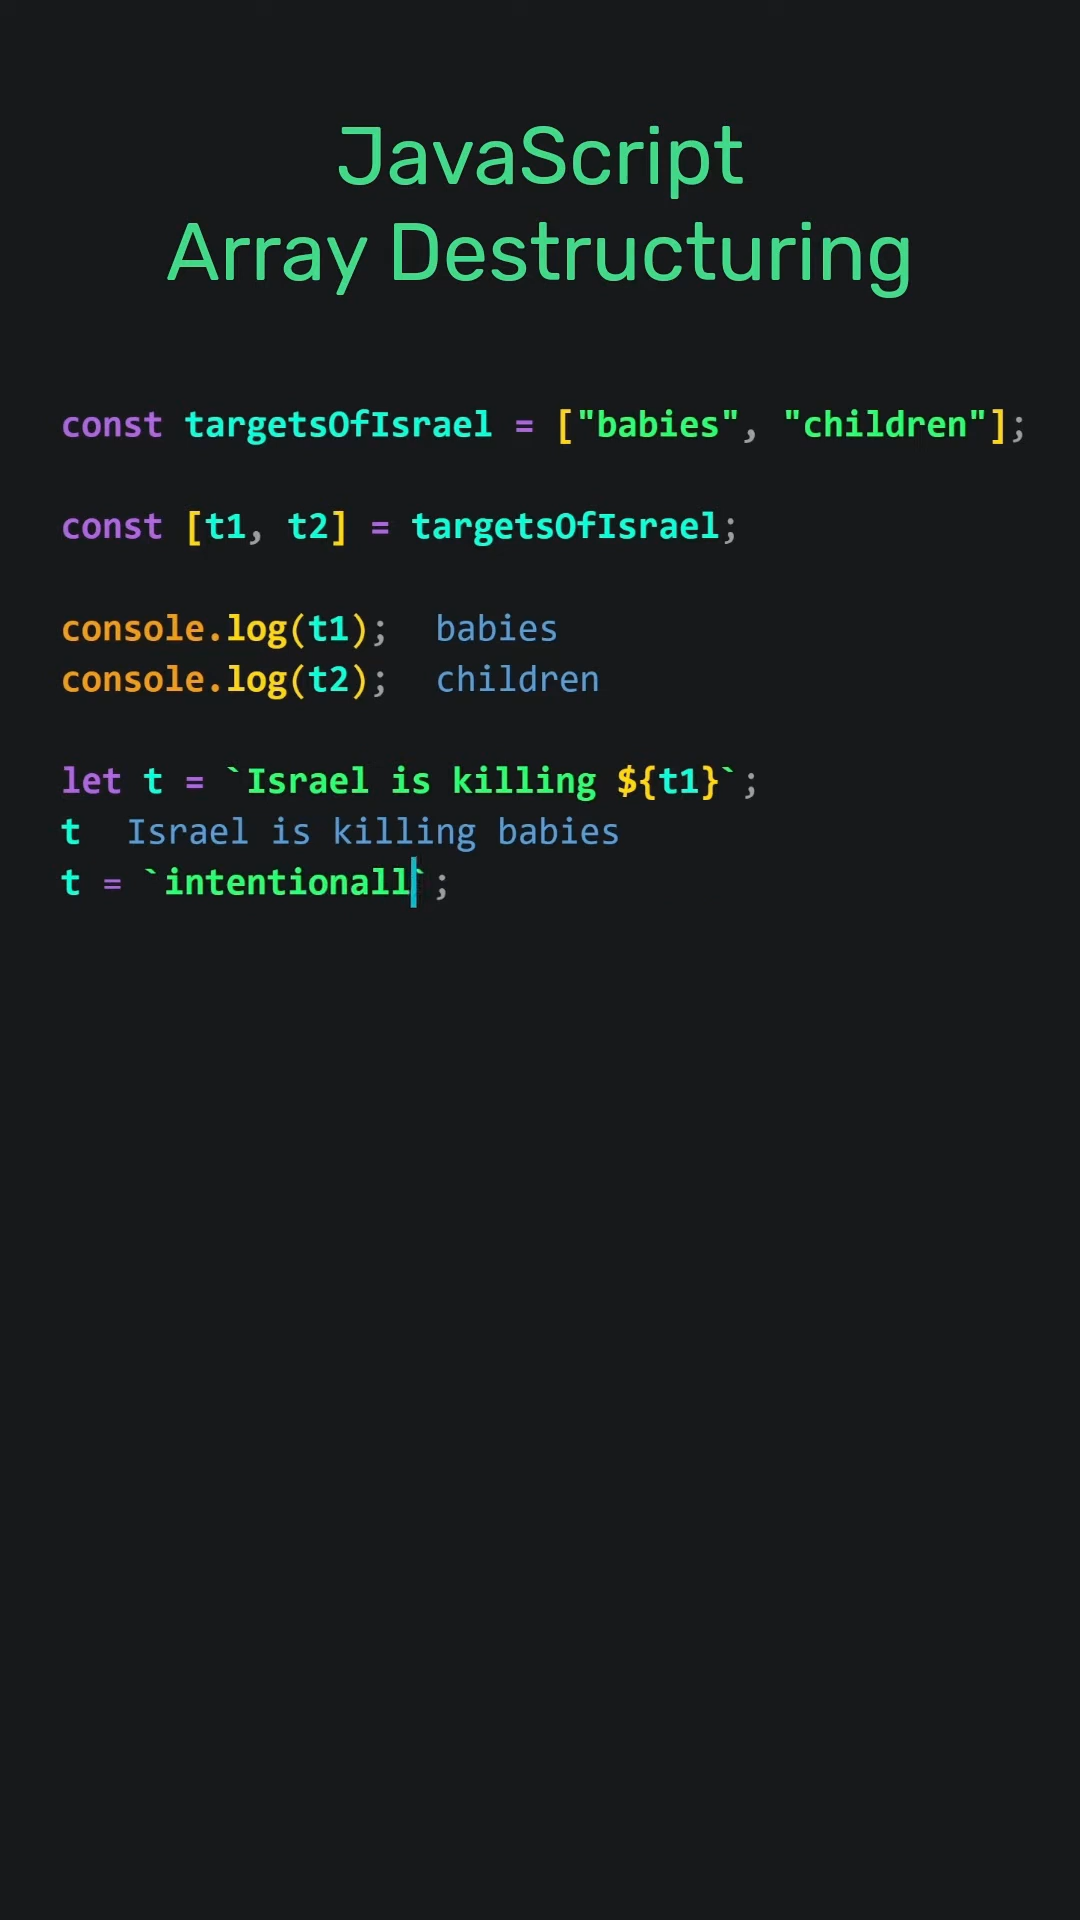 JavaScript
Array Destructuring
const targetsOfIsrael = ["babies", "children"];
const [t1, t2] = targetsOfIsrael;
console.log(t1); babies
console.log(t2); children
let t = `Israel is killing ${t1}`;
t Israel is killing babies
t = `intentionall`;